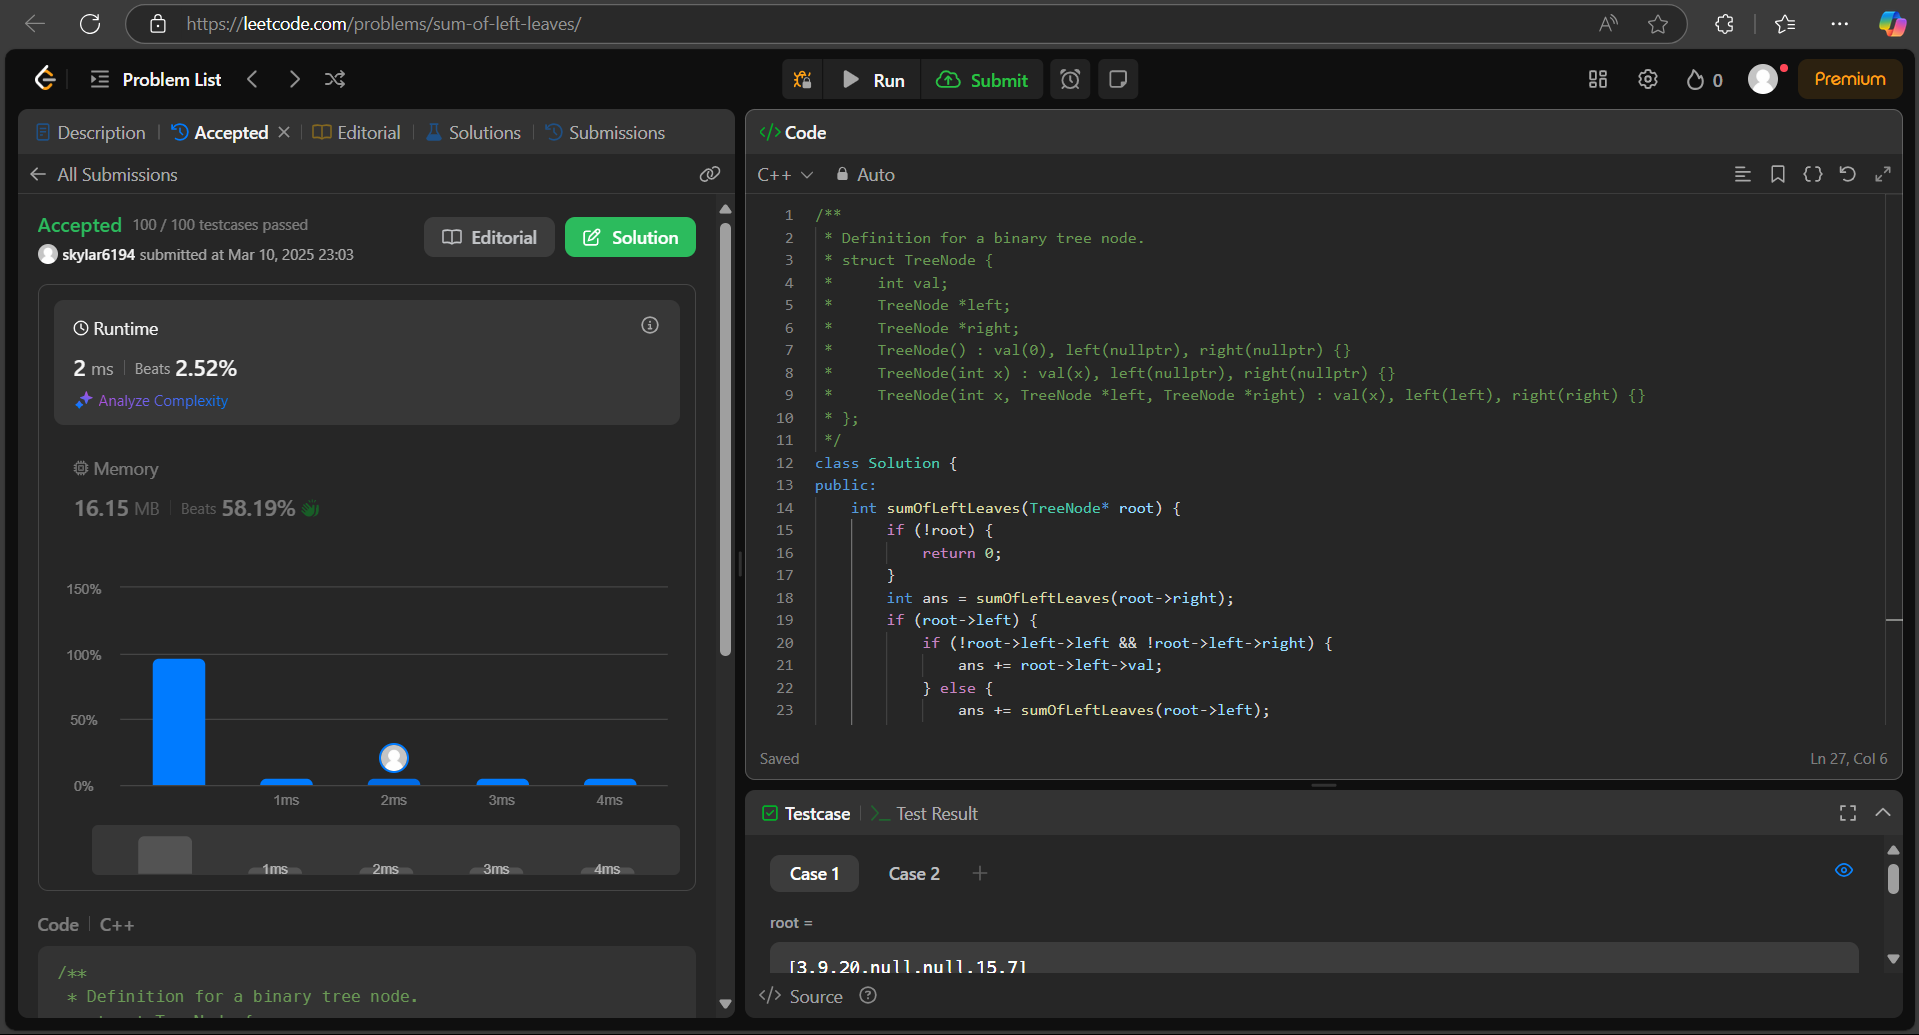 https://leetcode.com/problems/sum-of-left-leaves/
Problem List
Run
Submit
0
Premium
Description
Accepted
Editorial
Solutions
Submissions
All Submissions
Accepted 100 / 100 testcases passed
skylar6194 submitted at Mar 10, 2025 23:03
Editorial
Solution
Runtime
2 ms Beats 2.52%
Analyze Complexity
Memory
16.15 MB Beats 58.19%
150%
100%
50%
0%
1ms 2ms 3ms 4ms
1ms 2ms 3ms 4ms
Code C++
/**
* Definition for a binary tree node.
</> Code
C++ Auto
1 /**
2 * Definition for a binary tree node.
3 * struct TreeNode {
4 *     int val;
5 *     TreeNode *left;
6 *     TreeNode *right;
7 *     TreeNode() : val(0), left(nullptr), right(nullptr) {}
8 *     TreeNode(int x) : val(x), left(nullptr), right(nullptr) {}
9 *     TreeNode(int x, TreeNode *left, TreeNode *right) : val(x), left(left), right(right) {}
10 * };
11 */
12 class Solution {
13 public:
14     int sumOfLeftLeaves(TreeNode* root) {
15         if (!root) {
16             return 0;
17         }
18         int ans = sumOfLeftLeaves(root->right);
19         if (root->left) {
20             if (!root->left->left && !root->left->right) {
21                 ans += root->left->val;
22             } else {
23                 ans += sumOfLeftLeaves(root->left);
Saved
Ln 27, Col 6
Testcase
Test Result
Case 1
Case 2
root =
[3,9,20,null,null,15,7]
</> Source